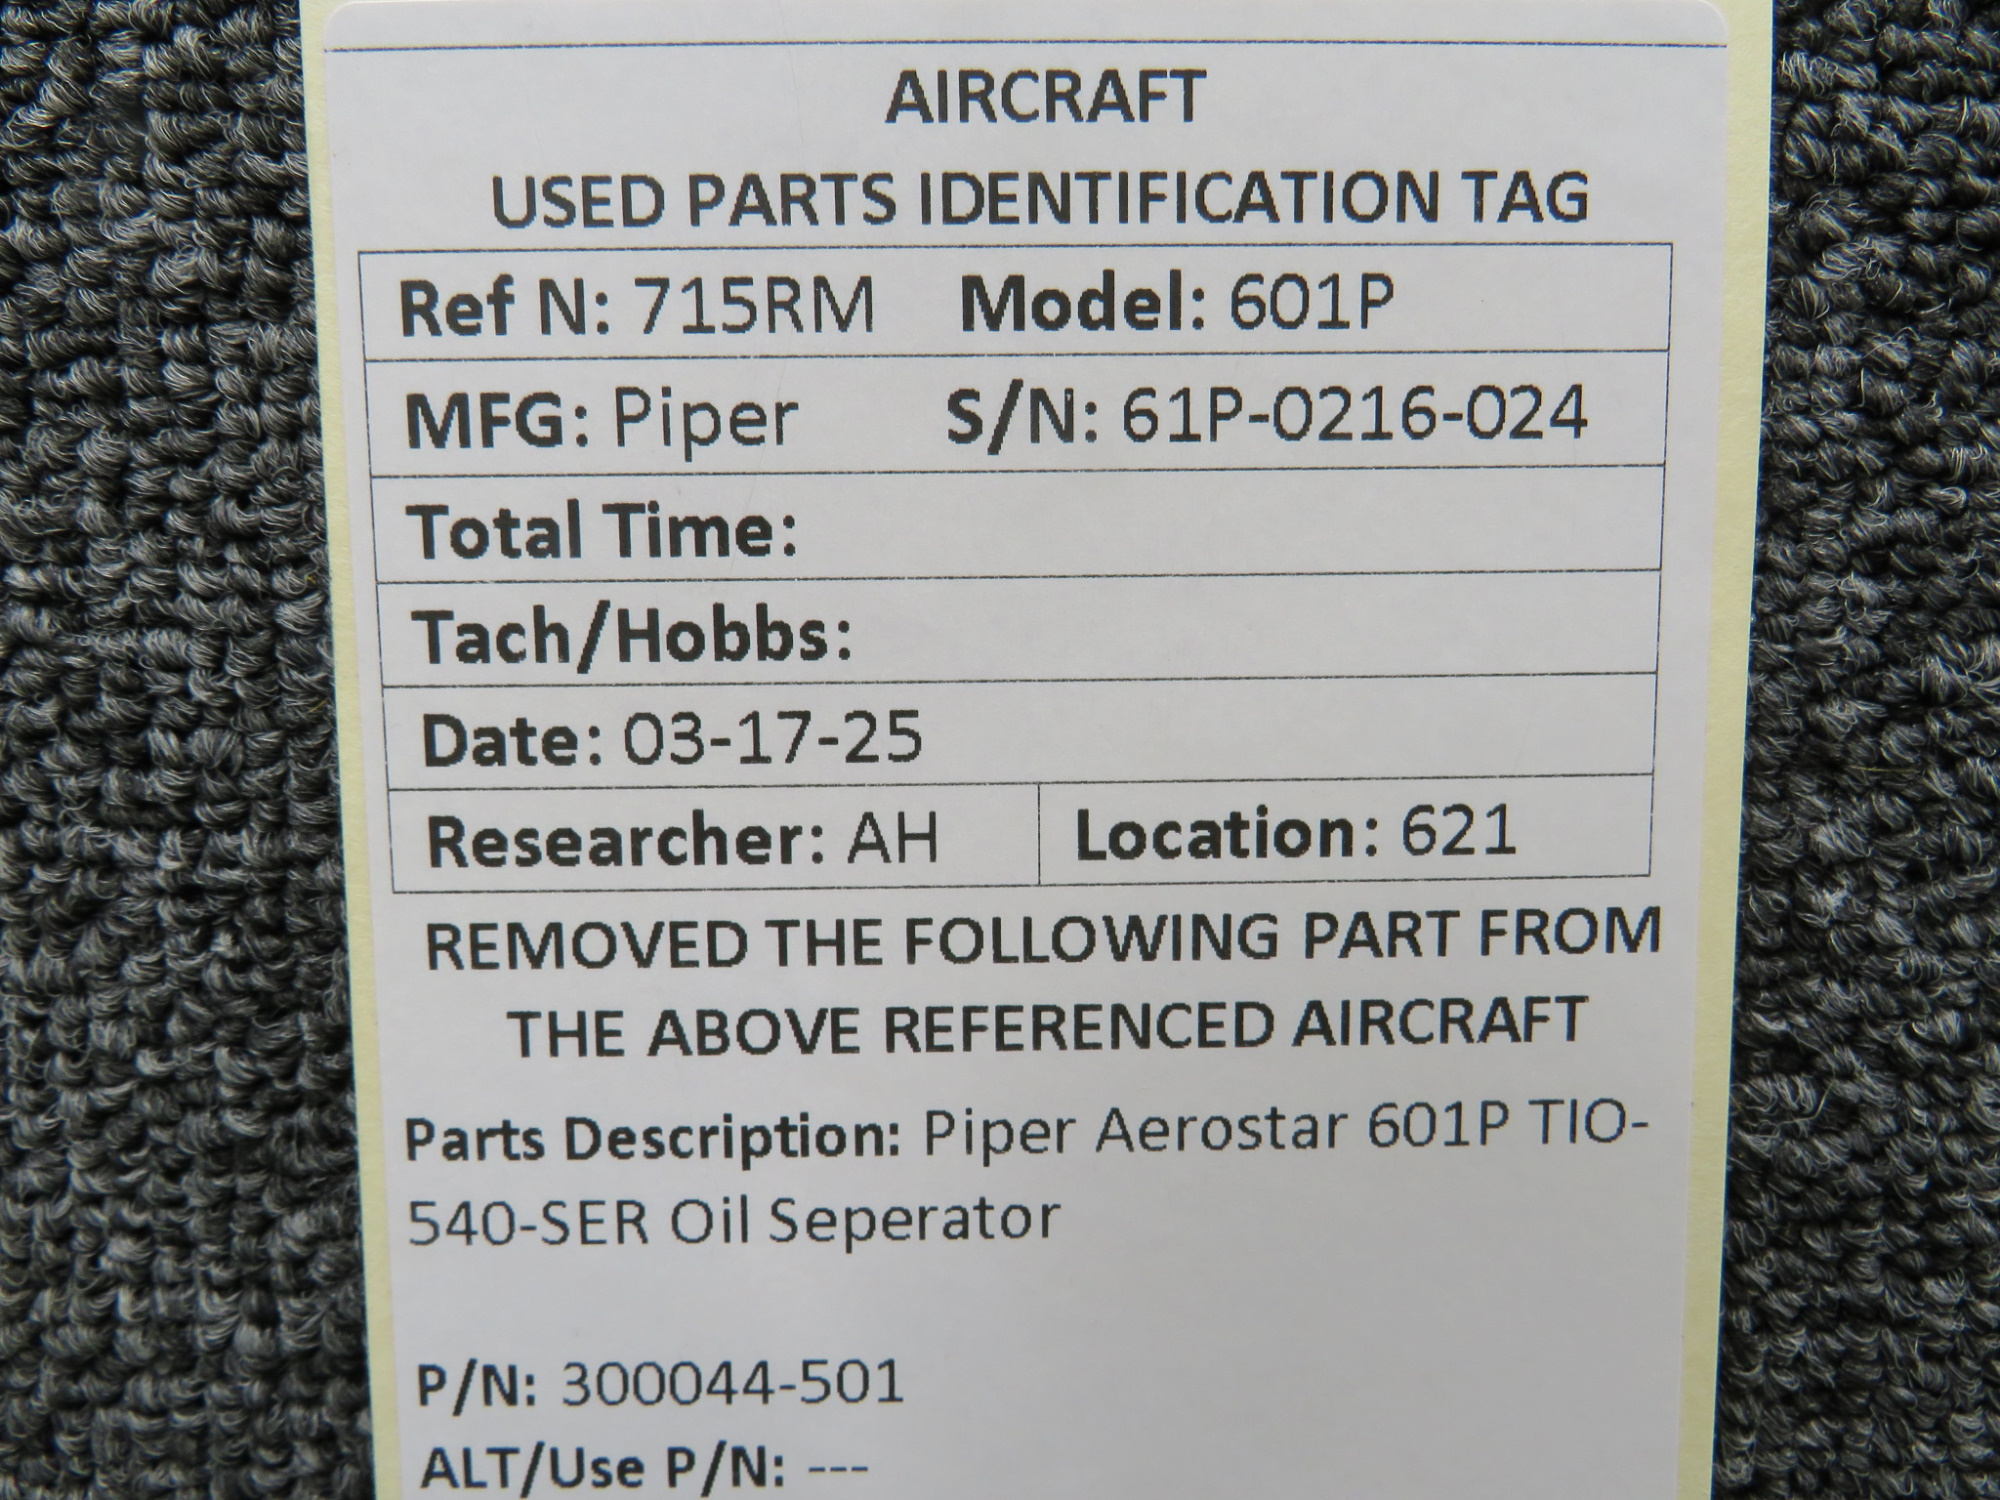 AIRCRAFT
USED PARTS IDENTIFICATION TAG
Ref N: 715RM Model: 601P
MFG: Piper S/N: 61P-0216-024
Total Time:
Tach/Hobbs:
Date: 03-17-25
Researcher: AH Location: 621
REMOVED THE FOLLOWING PART FROM
THE ABOVE REFERENCED AIRCRAFT
Parts Description: Piper Aerostar 601P TIO-
540-SER Oil Seperator
P/N: 300044-501
ALT/Use P/N: ---